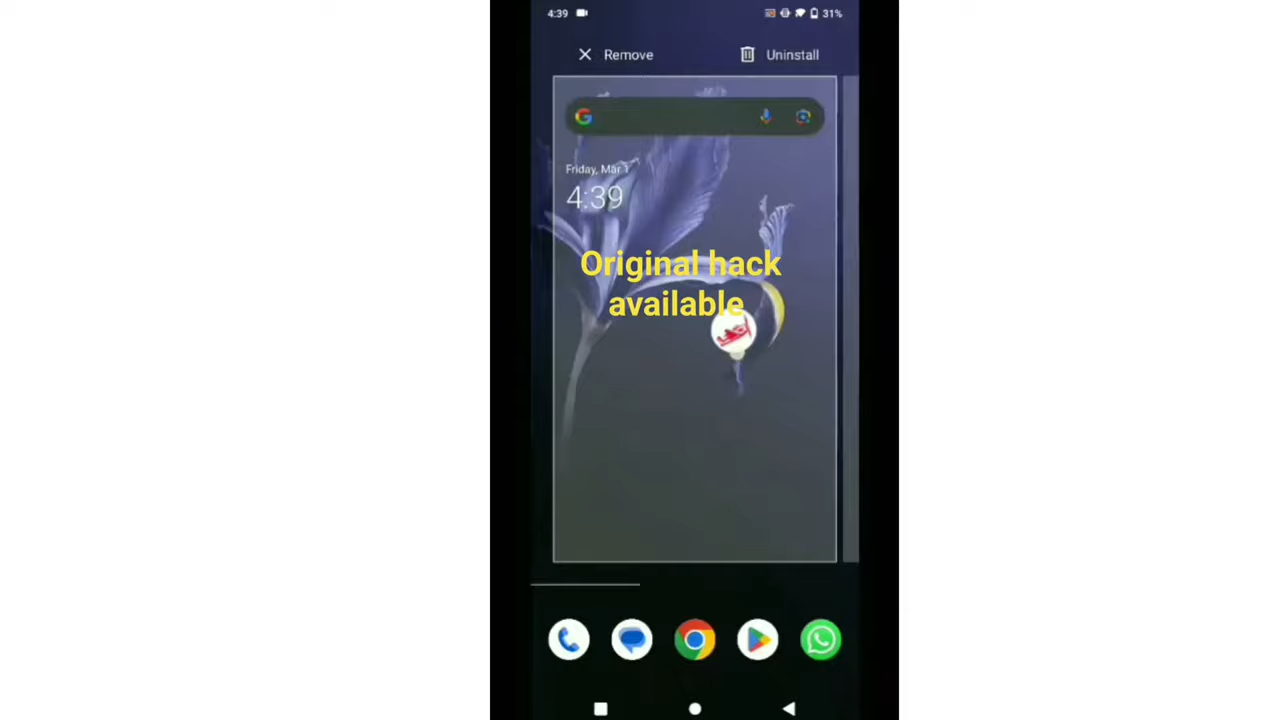 4:39
31%
Remove
Uninstall
Friday, Mar 1
4:39
Original hack
available